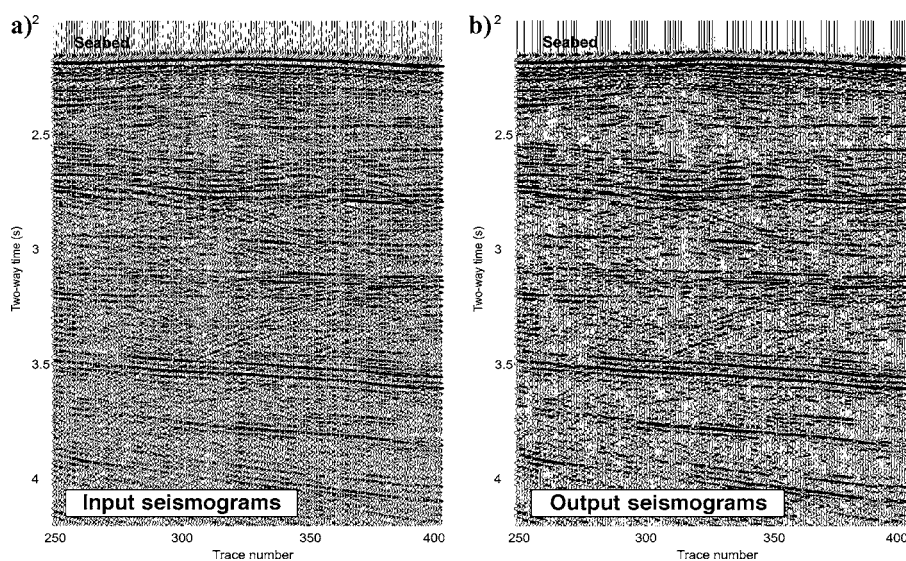 a)
2
Seabed
2.5
3
3.5
4
Two-way time (s)
Input seismograms
250
300
350
400
Trace number
b)
2
Seabed
2.5
3
3.5
4
Two-way time (s)
Output seismograms
250
300
350
400
Trace number